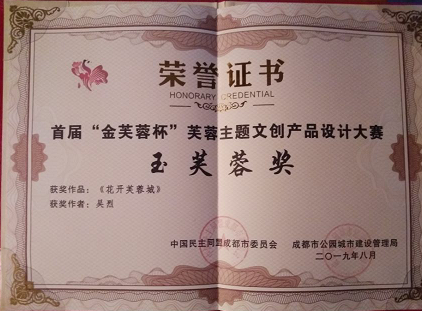 荣誉证书
HONORARY CREDENTIAL
首届“金芙蓉杯”芙蓉主题文创产品设计大赛
玉芙蓉奖
获奖作品：《花开芙蓉城》
获奖作者：吴烈
中国民主同盟成都市委员会 成都市公园城市建设管理局
二〇一九年八月